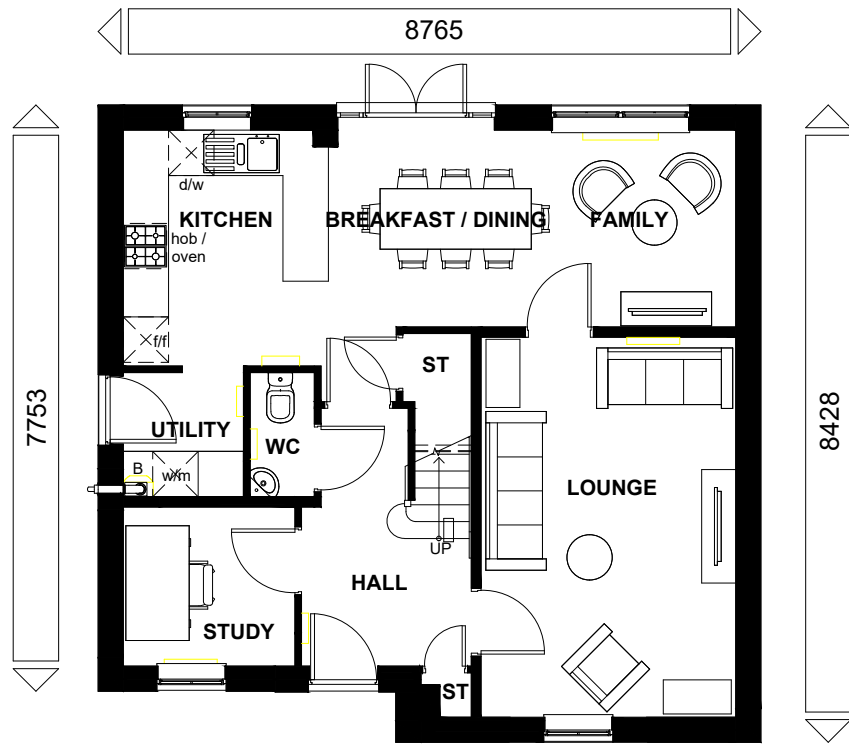 8765
d/w
KITCHEN
BREAKFAST / DINING
FAMILY
hob /
oven
f/f
ST
7753
8428
UTILITY
WC
B
w/m
LOUNGE
UP
HALL
STUDY
ST